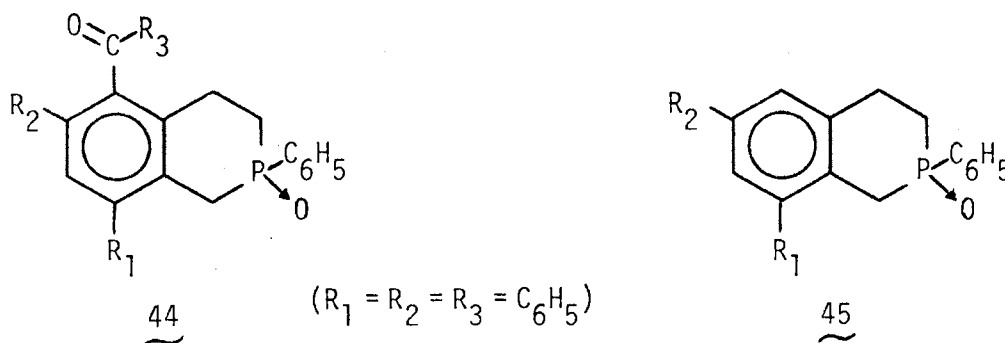 O
C
R3
R2
P
C6H5
O
R1
44
(R1 = R2 = R3 = C6H5)
R2
P
C6H5
O
R1
45